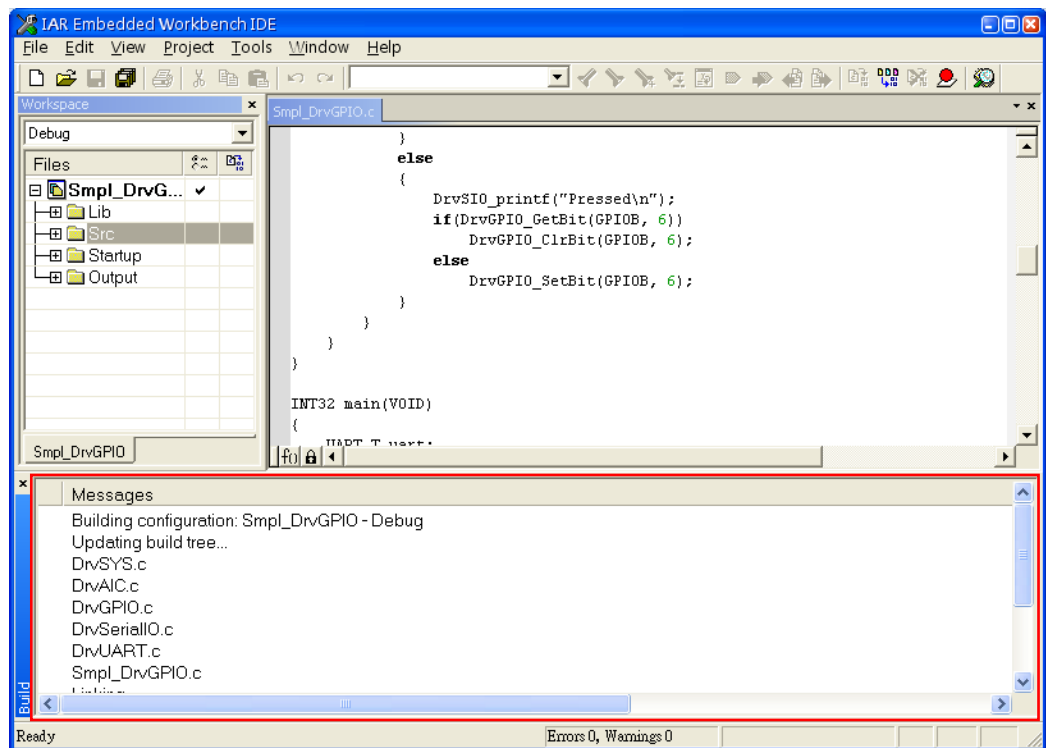 IAR Embedded Workbench IDE
File Edit View Project Tools Window Help
Workspace
Debug
Files
Smpl_DrvG...
Lib
Src
Startup
Output
Smpl_DrvGPIO
Smpl_DrvGPIO.c
}
else
{
DrvSIO_printf("Pressed\n");
if(DrvGPIO_GetBit(GPIOB, 6))
DrvGPIO_ClrBit(GPIOB, 6);
else
DrvGPIO_SetBit(GPIOB, 6);
}
}
}
}
INT32 main(VOID)
{
UART_T uart;
Messages
Building configuration: Smpl_DrvGPIO - Debug
Updating build tree...
DrvSYS.c
DrvAIC.c
DrvGPIO.c
DrvSerialIO.c
DrvUART.c
Smpl_DrvGPIO.c
Linking
Build
Ready
Errors 0, Warnings 0